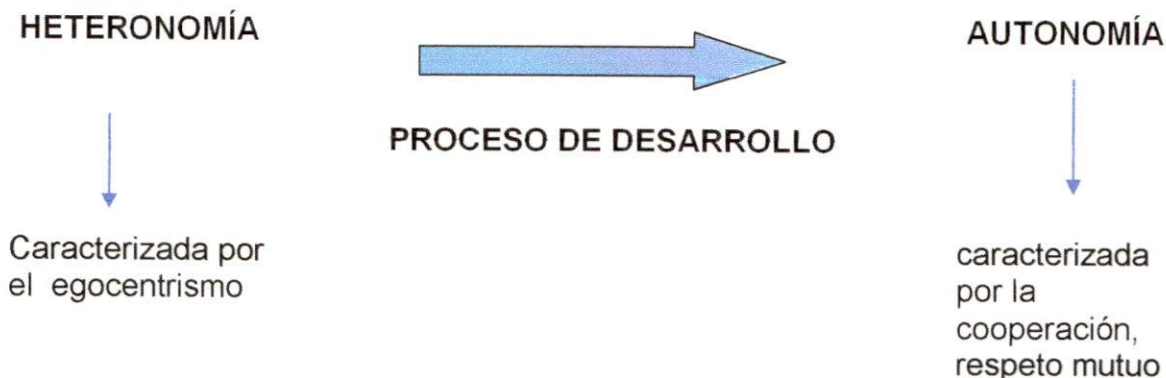 HETERONOMÍA
AUTONOMÍA
PROCESO DE DESARROLLO
Caracterizada por
el egocentrismo
caracterizada
por la
cooperación,
respeto mutuo